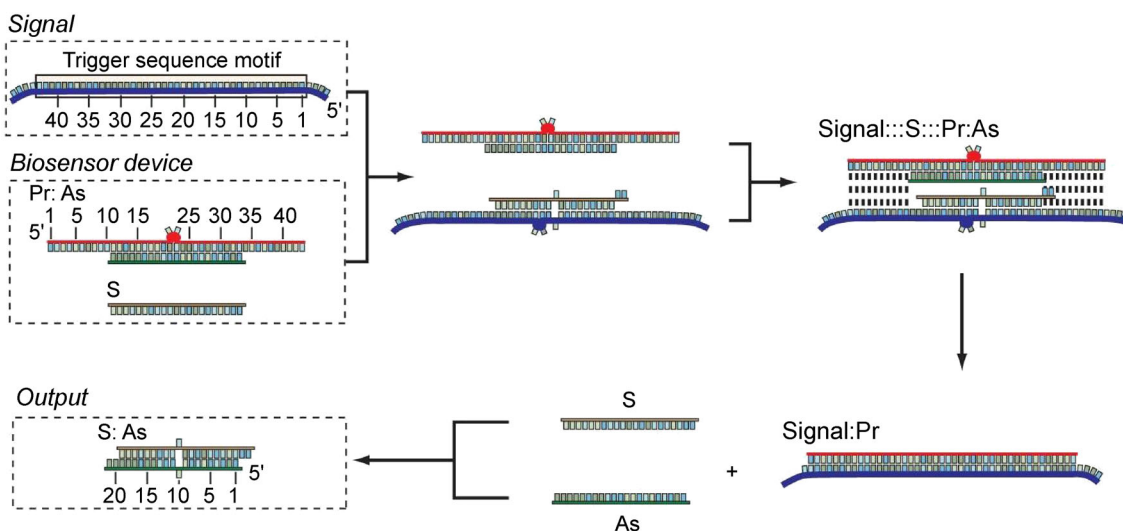 Signal
Trigger sequence motif
40 35 30 25 20 15 10 5 1 5'
Biosensor device
Pr: As
1 5 10 15 25 30 35 40
5'
S
Signal:::S:::Pr:As
Output
S: As
5'
20 15 10 5 1
S
+
As
Signal:Pr